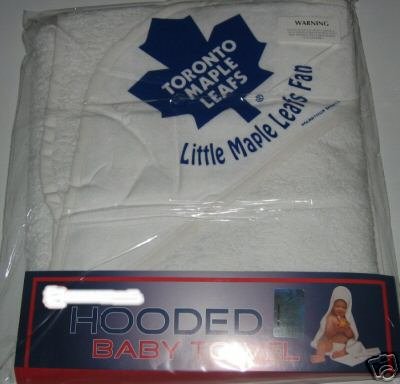 WARNING
TORONTO
MAPLE
LEAFS
®
Little Maple Leafs Fan
HOODED
BABY TOWEL